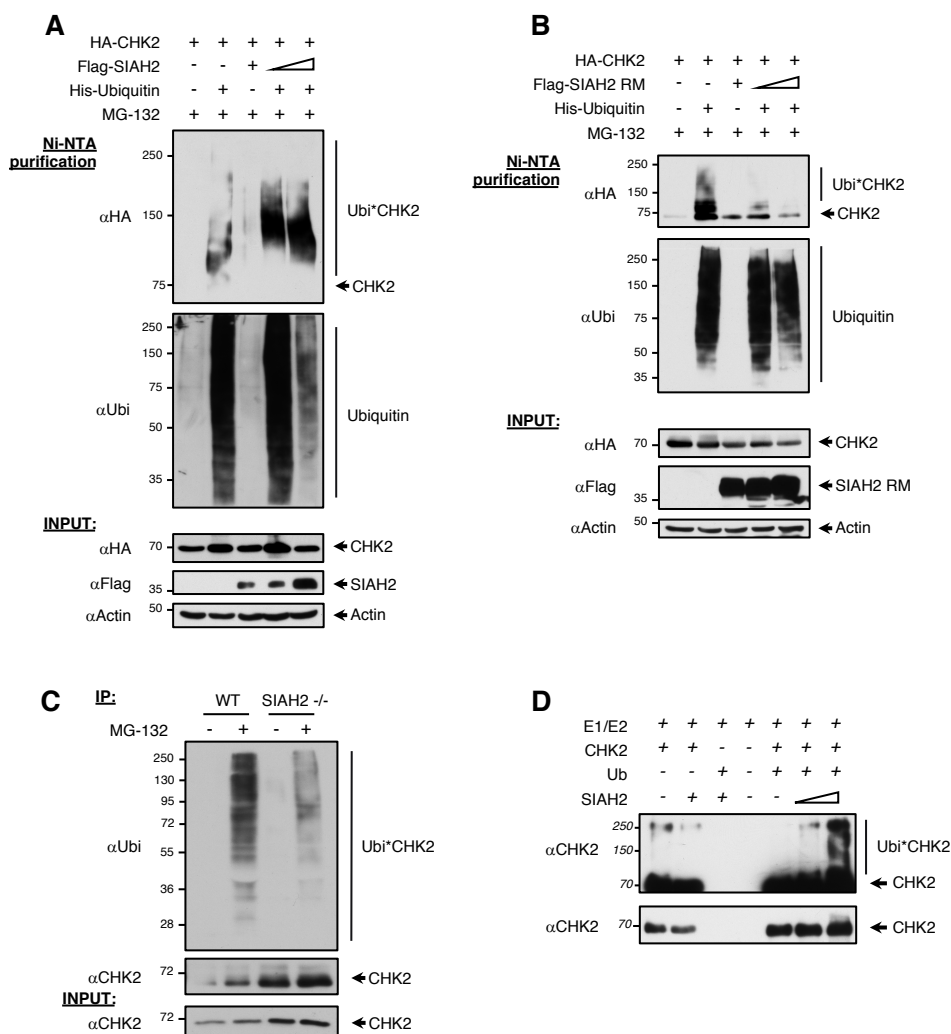 A
HA-CHK2 + + + + +
Flag-SIAH2 - - +
His-Ubiquitin - + - + +
MG-132 + + + + +
Ni-NTA
purification
250
150
75
αHA
Ubi*CHK2
CHK2
250
150
75
50
35
αUbi
Ubiquitin
INPUT:
αHA 70 CHK2
αFlag 35 SIAH2
50
αActin Actin
B
HA-CHK2 + + + + +
Flag-SIAH2 RM - - +
His-Ubiquitin - + - + +
MG-132 + + + + +
Ni-NTA
purification
250
150
75
αHA
Ubi*CHK2
CHK2
250
150
75
50
35
αUbi
Ubiquitin
INPUT:
αHA 70 CHK2
αFlag 35 SIAH2 RM
50
αActin Actin
C
IP:
WT SIAH2 -/-
MG-132 - + - +
250
130
95
72
55
36
28
αUbi
Ubi*CHK2
αCHK2 72 CHK2
INPUT:
αCHK2 72 CHK2
D
E1/E2 + + + + + + +
CHK2 + + - - + + +
Ub - - + - + + +
SIAH2 - + + - -
250
150
70
αCHK2
Ubi*CHK2
CHK2
αCHK2 70 CHK2